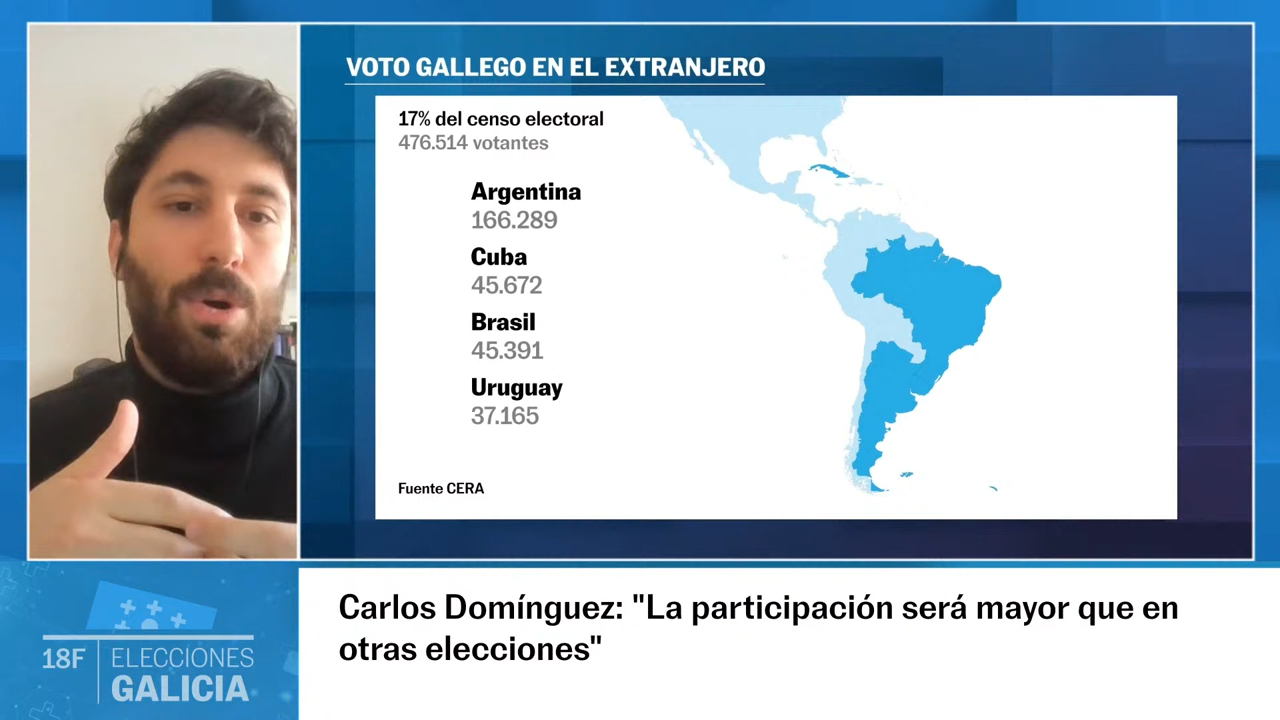 VOTO GALLEGO EN EL EXTRANJERO
17% del censo electoral
476.514 votantes
Argentina
166.289
Cuba
45.672
Brasil
45.391
Uruguay
37.165
Fuente CERA
Carlos Domínguez: "La participación será mayor que en
otras elecciones"
18F
ELECCIONES
GALICIA